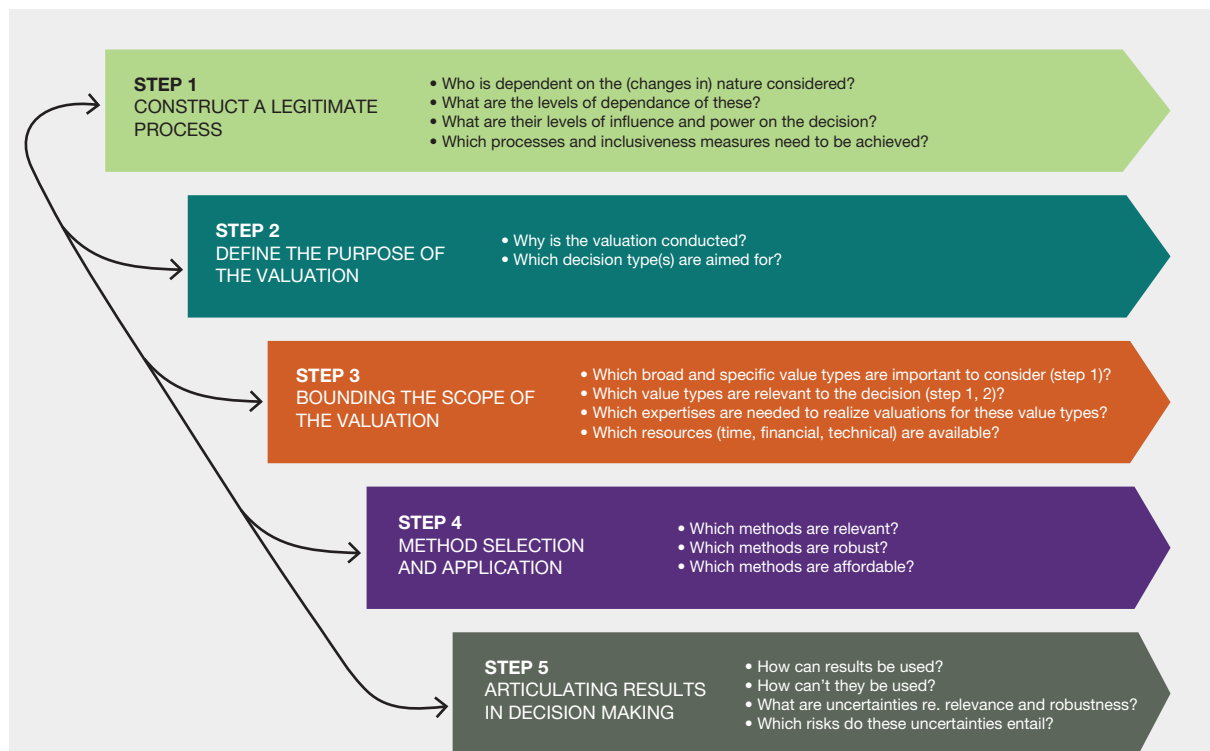 STEP 1
CONSTRUCT A LEGITIMATE
PROCESS
• Who is dependent on the (changes in) nature considered?
• What are the levels of dependance of these?
• What are their levels of influence and power on the decision?
• Which processes and inclusiveness measures need to be achieved?
STEP 2
DEFINE THE PURPOSE OF
THE VALUATION
• Why is the valuation conducted?
• Which decision type(s) are aimed for?
STEP 3
BOUNDING THE SCOPE OF
THE VALUATION
• Which broad and specific value types are important to consider (step 1)?
• Which value types are relevant to the decision (step 1, 2)?
• Which expertises are needed to realize valuations for these value types?
• Which resources (time, financial, technical) are available?
STEP 4
METHOD SELECTION
AND APPLICATION
• Which methods are relevant?
• Which methods are robust?
• Which methods are affordable?
STEP 5
ARTICULATING RESULTS
IN DECISION MAKING
• How can results be used?
• How can't they be used?
• What are uncertainties re. relevance and robustness?
• Which risks do these uncertainties entail?